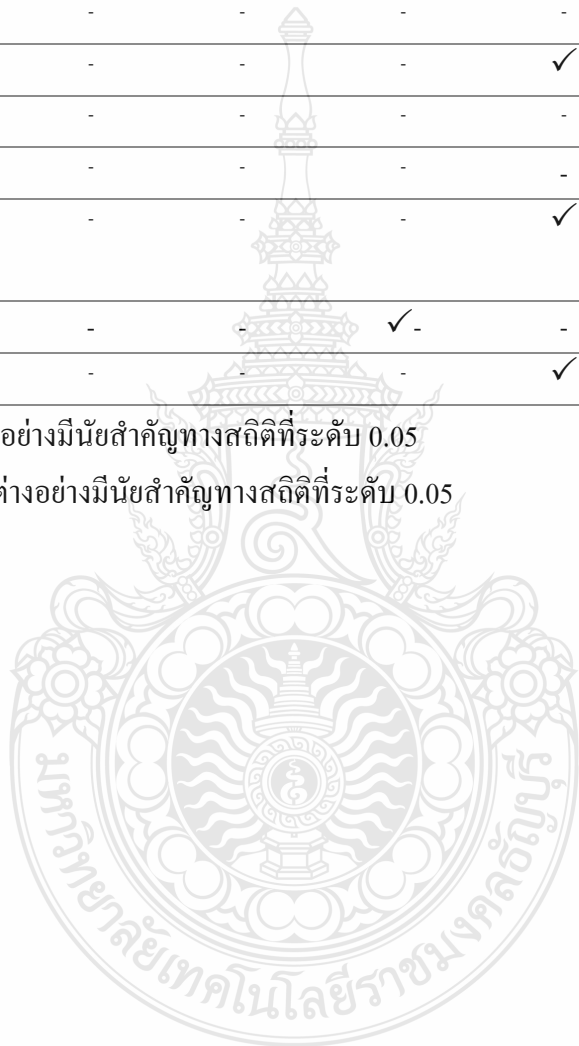 - - - -
- - - ✓
- - - -
- - - -
- - - ✓
- - ✓- -
- - - ✓
อย่างมีนัยสำคัญทางสถิติที่ระดับ 0.05
ต่างอย่างมีนัยสำคัญทางสถิติที่ระดับ 0.05
มหาวิทยาลัยเทคโนโลยีราชมงคลธัญบุรี